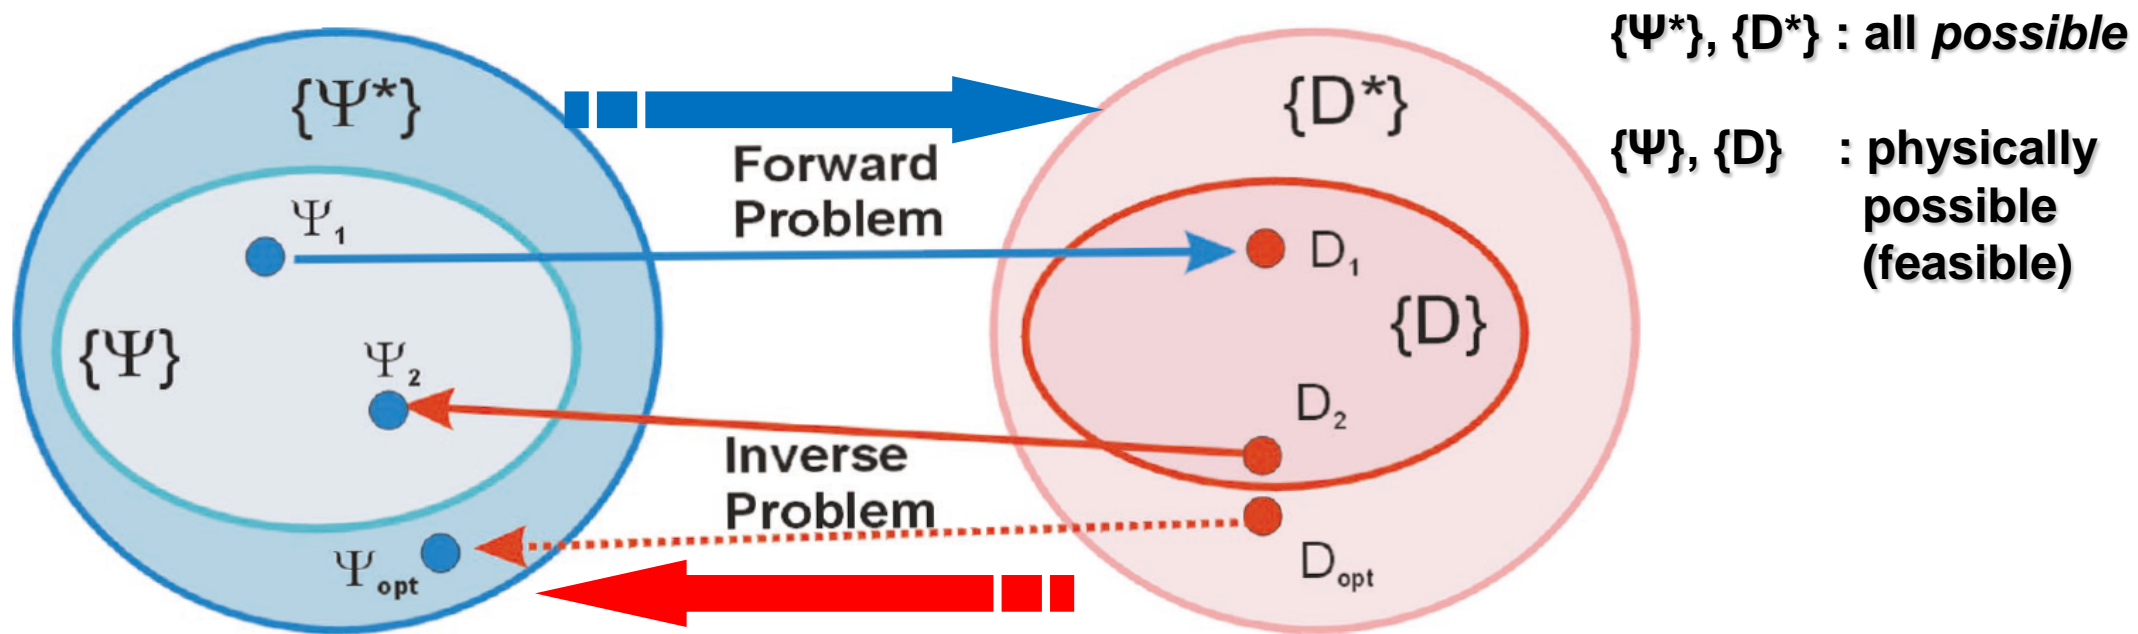 {Ψ*}
{D*}
{Ψ*}, {D*} : all possible
Forward
Problem
{Ψ}, {D} : physically
possible
(feasible)
Ψ1
D1
{Ψ}
{D}
Ψ2
D2
Inverse
Problem
Ψopt
Dopt